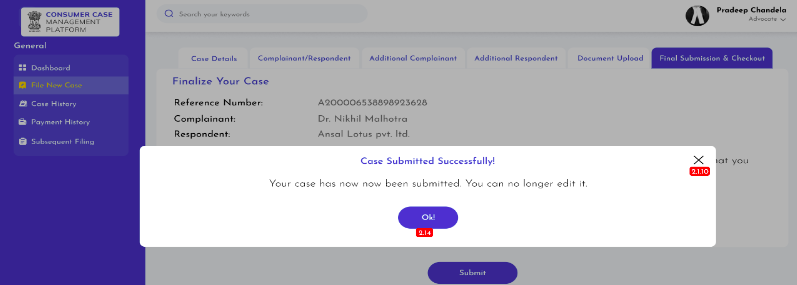 CONSUMER CASE
MANAGEMENT
PLATFORM
Search your keywords
Pradeep Chandela
Advocate
General
Dashboard
File New Case
Case History
Payment History
Subsequent Filing
Case Details
Complainant/Respondent
Additional Complainant
Additional Respondent
Document Upload
Final Submission & Checkout
Finalize Your Case
Reference Number: A200006538898923628
Complainant: Dr. Nikhil Malhotra
Respondent: Ansal Lotus pvt. ltd.
hat you
Case Submitted Successfully!
2.1.10
Your case has now now been submitted. You can no longer edit it.
Ok!
2.14
Submit